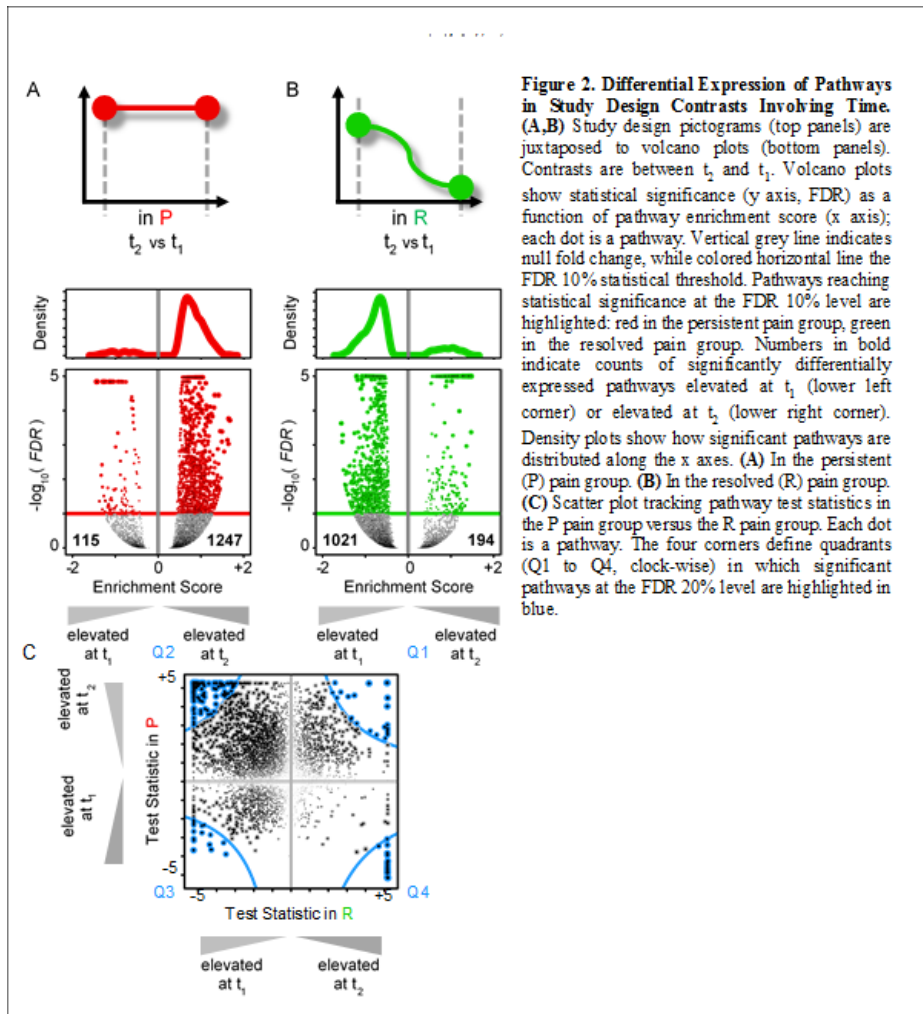 A
B
in P
t2 vs t1
in R
t2 vs t1
Figure 2. Differential Expression of Pathways
in Study Design Contrasts Involving Time.
(A,B) Study design pictograms (top panels) are
juxtaposed to volcano plots (bottom panels).
Contrasts are between t2 and t1. Volcano plots
show statistical significance (y axis, FDR) as a
function of pathway enrichment score (x axis);
each dot is a pathway. Vertical grey line indicates
null fold change, while colored horizontal line the
FDR 10% statistical threshold. Pathways reaching
statistical significance at the FDR 10% level are
highlighted: red in the persistent pain group, green
in the resolved pain group. Numbers in bold
indicate counts of significantly differentially
expressed pathways elevated at t1 (lower left
corner) or elevated at t2 (lower right corner).
Density plots show how significant pathways are
distributed along the x axes. (A) In the persistent
(P) pain group. (B) In the resolved (R) pain group.
(C) Scatter plot tracking pathway test statistics in
the P pain group versus the R pain group. Each dot
is a pathway. The four corners define quadrants
(Q1 to Q4, clock-wise) in which significant
pathways at the FDR 20% level are highlighted in
blue.
Density
Density
-log10(FDR)
5
0
115
1247
-2
0
+2
Enrichment Score
-log10(FDR)
5
0
1021
194
-2
0
+2
Enrichment Score
elevated
at t1
elevated
at t2
elevated
at t1
elevated
at t2
C
Q2
Q1
elevated
at t2
elevated
at t1
Test Statistic in P
+5
-5
Q3
-5
+5
Q4
Test Statistic in R
elevated
at t1
elevated
at t2